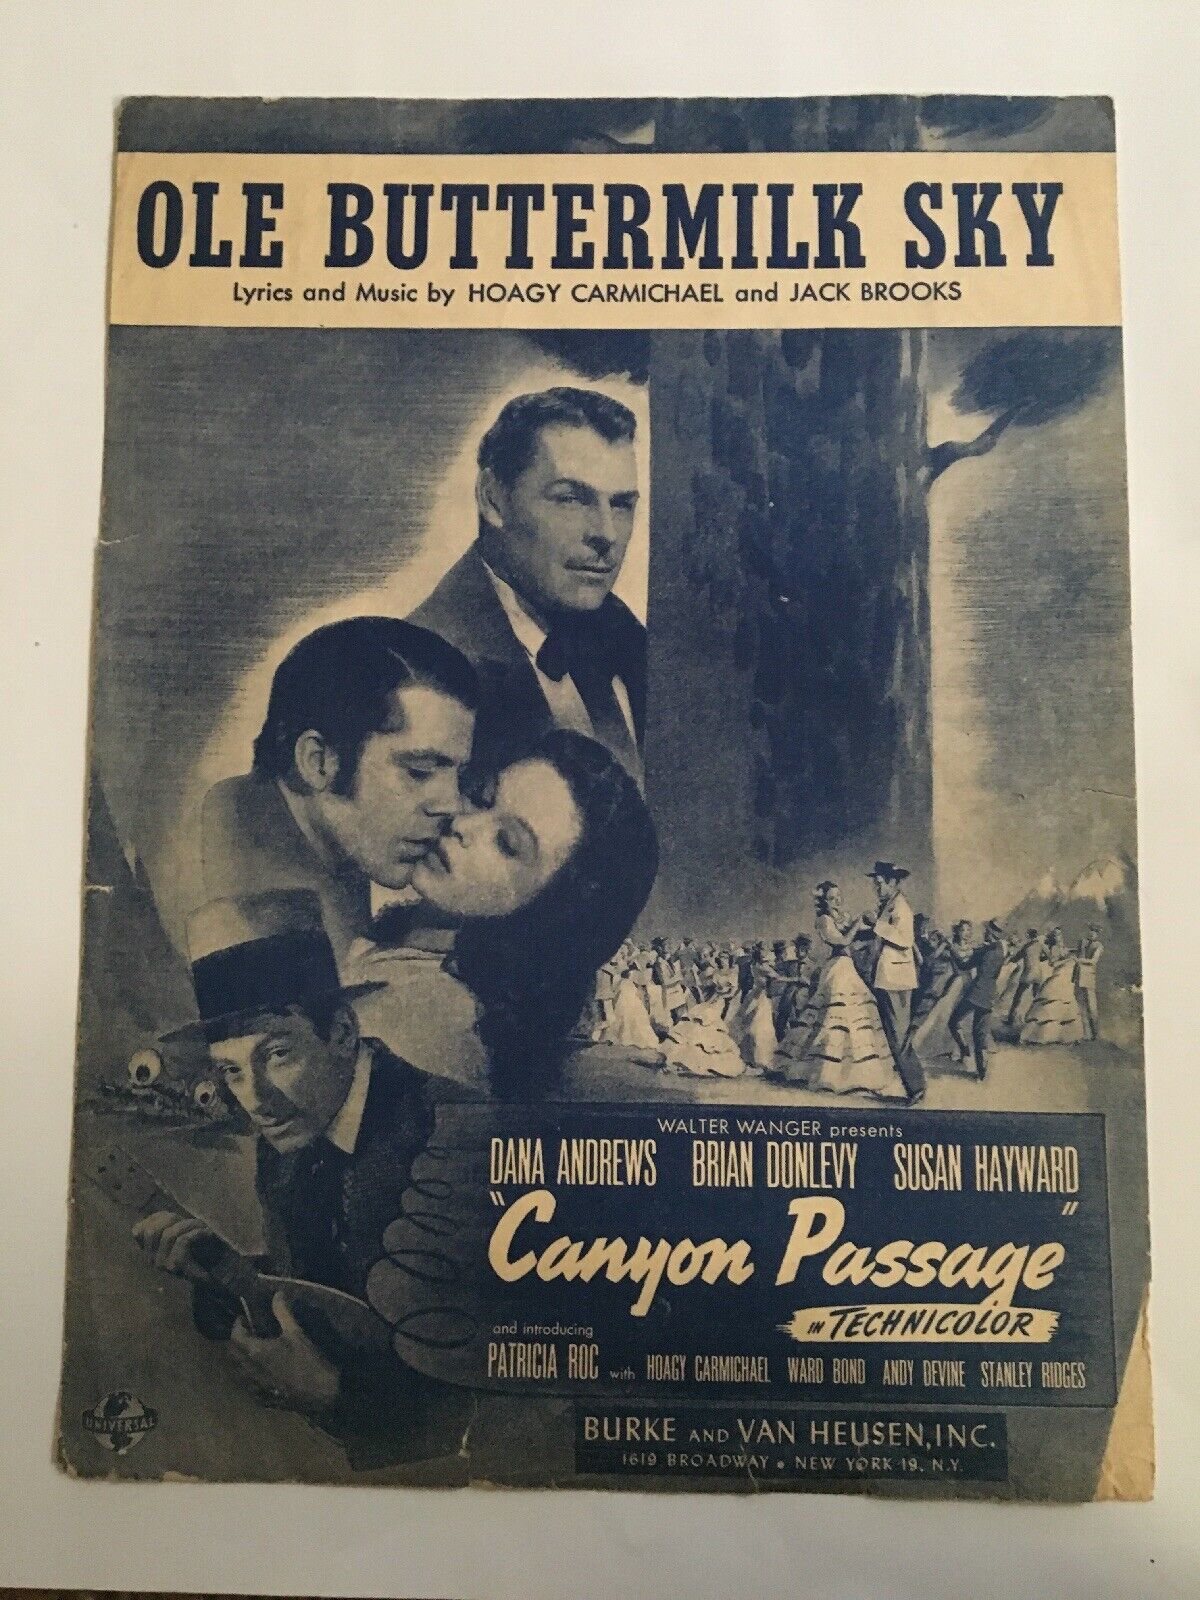 OLE BUTTERMILK SKY
Lyrics and Music by HOAGY CARMICHAEL and JACK BROOKS
WALTER WANGER presents
DANA ANDREWS BRIAN DONLEVY SUSAN HAYWARD
"Canyon Passage"
IN TECHNICOLOR
and introducing
PATRICIA ROC with HOAGY CARMICHAEL WARD BOND ANDY DEVINE STANLEY RIDGES
UNIVERSAL
BURKE AND VAN HEUSEN, INC.
1619 BROADWAY • NEW YORK 19, N.Y.